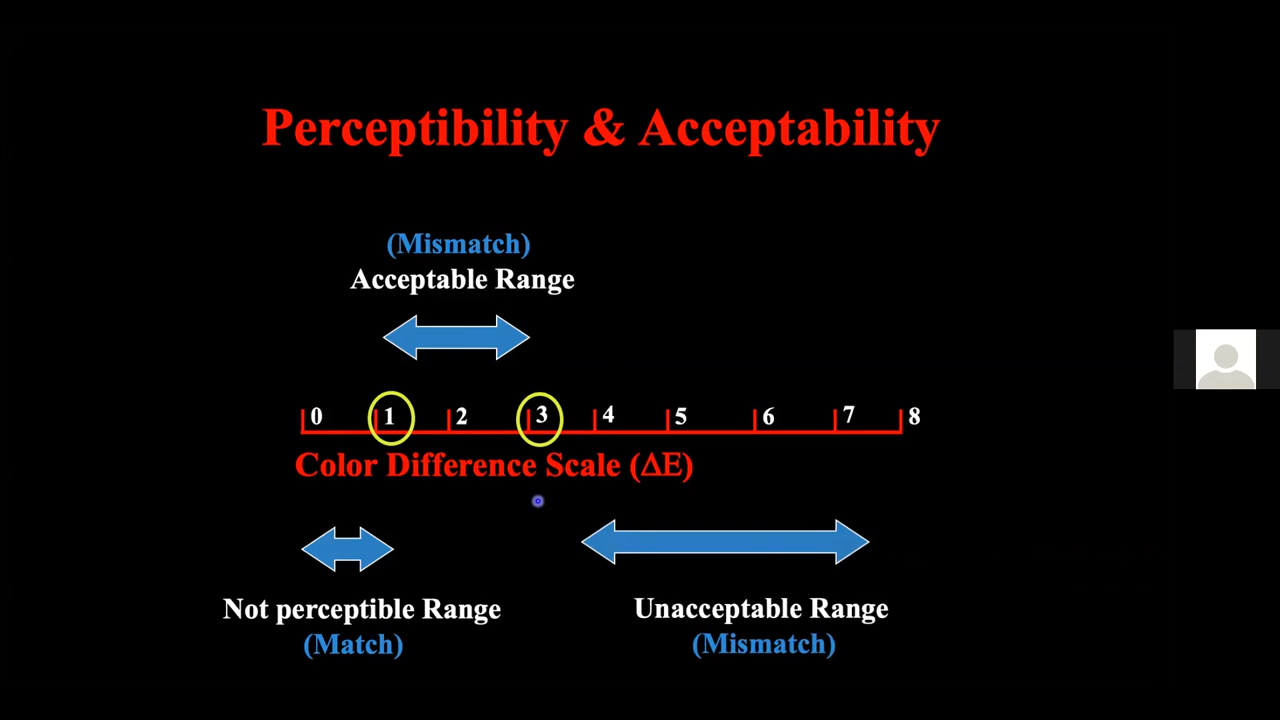 Perceptibility & Acceptability
(Mismatch)
Acceptable Range
0 1 2 3 4 5 6 7 8
Color Difference Scale (ΔE)
Not perceptible Range
(Match)
Unacceptable Range
(Mismatch)